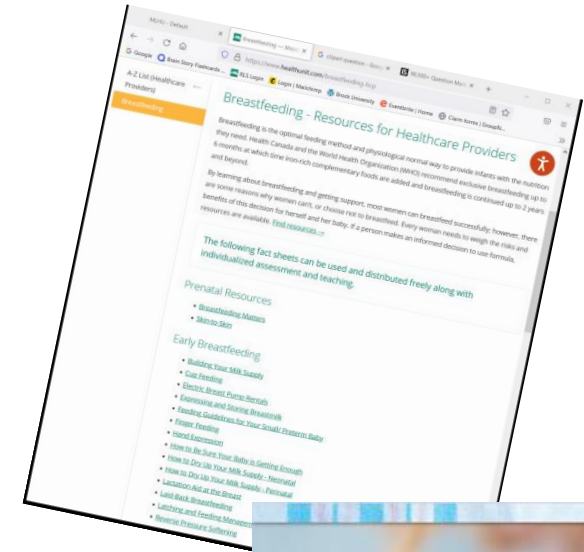 MLHU - Default
Breastfeeding — Middl
clipart question - Goog
Google
Brain Story Flashcards
RLS Login
Login | Mailchimp
Brock University
Eventbrite | Home
https://www.healthunit.com/breastfeeding-hcp
A-Z List (Healthcare Providers)
Breastfeeding
Breastfeeding - Resources for Healthcare Providers
Breastfeeding is the optimal feeding method and physiological normal way to provide infants with the nutrition
they need. Health Canada and the World Health Organization (WHO) recommend exclusive breastfeeding up to
6 months at which time iron-rich complementary foods are added and breastfeeding is continued up to 2 years
and beyond.
By learning about breastfeeding and getting support, most women can breastfeed successfully; however, there
are some reasons why women can't, or choose not to breastfeed. Every woman needs to weigh the risks and
benefits of this decision for herself and her baby. If a person makes an informed decision to use formula,
resources are available. Find resources →
The following fact sheets can be used and distributed freely along with
individualized assessment and teaching.
Prenatal Resources
Breastfeeding Matters
Skin-to-Skin
Early Breastfeeding
Building Your Milk Supply
Cup Feeding
Electric Breast Pump Rentals
Expressing and Storing Breastmilk
Feeding Guidelines for Your Small/ Preterm Baby
Finger Feeding
Hand Expression
How to Be Sure Your Baby is Getting Enough
How to Dry Up Your Milk Supply - Neonatal
How to Dry Up Your Milk Supply - Perinatal
Lactation Aid at the Breast
Laid-Back Breastfeeding
Latching and Feeding Managem
Reverse Pressure Softening